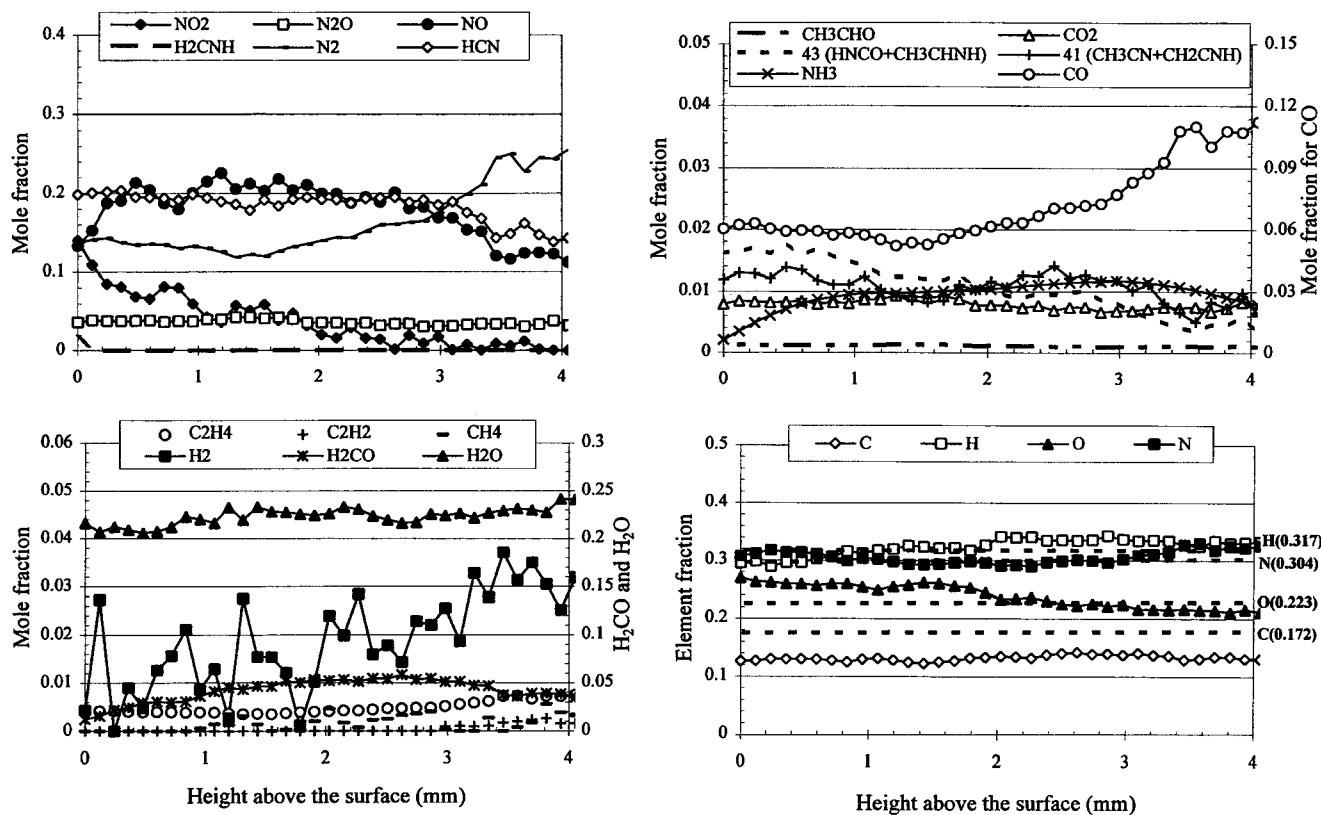 NO2 N2O NO
H2CNH N2 HCN
0.4
0.3
0.2
0.1
0
Mole fraction
0 1 2 3 4
CH3CHO CO2
43 (HNCO+CH3CHNH) 41 (CH3CN+CH2CNH)
NH3 CO
0.05
0.04
0.03
0.02
0.01
0
Mole fraction
0.15
0.12
0.09
0.06
0.03
0
Mole fraction for CO
0 1 2 3 4
C2H4 C2H2 CH4
H2 H2CO H2O
0.06
0.05
0.04
0.03
0.02
0.01
0
Mole fraction
0.3
0.25
0.2
0.15
0.1
0.05
0
H₂CO and H₂O
0 1 2 3 4
Height above the surface (mm)
C H O N
0.5
0.4
0.3
0.2
0.1
0
Element fraction
H(0.317)
N(0.304)
O(0.223)
C(0.172)
0 1 2 3 4
Height above the surface (mm)